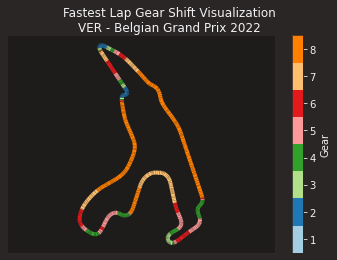 Fastest Lap Gear Shift Visualization
VER - Belgian Grand Prix 2022
8
7
6
5
4
3
2
1
Gear